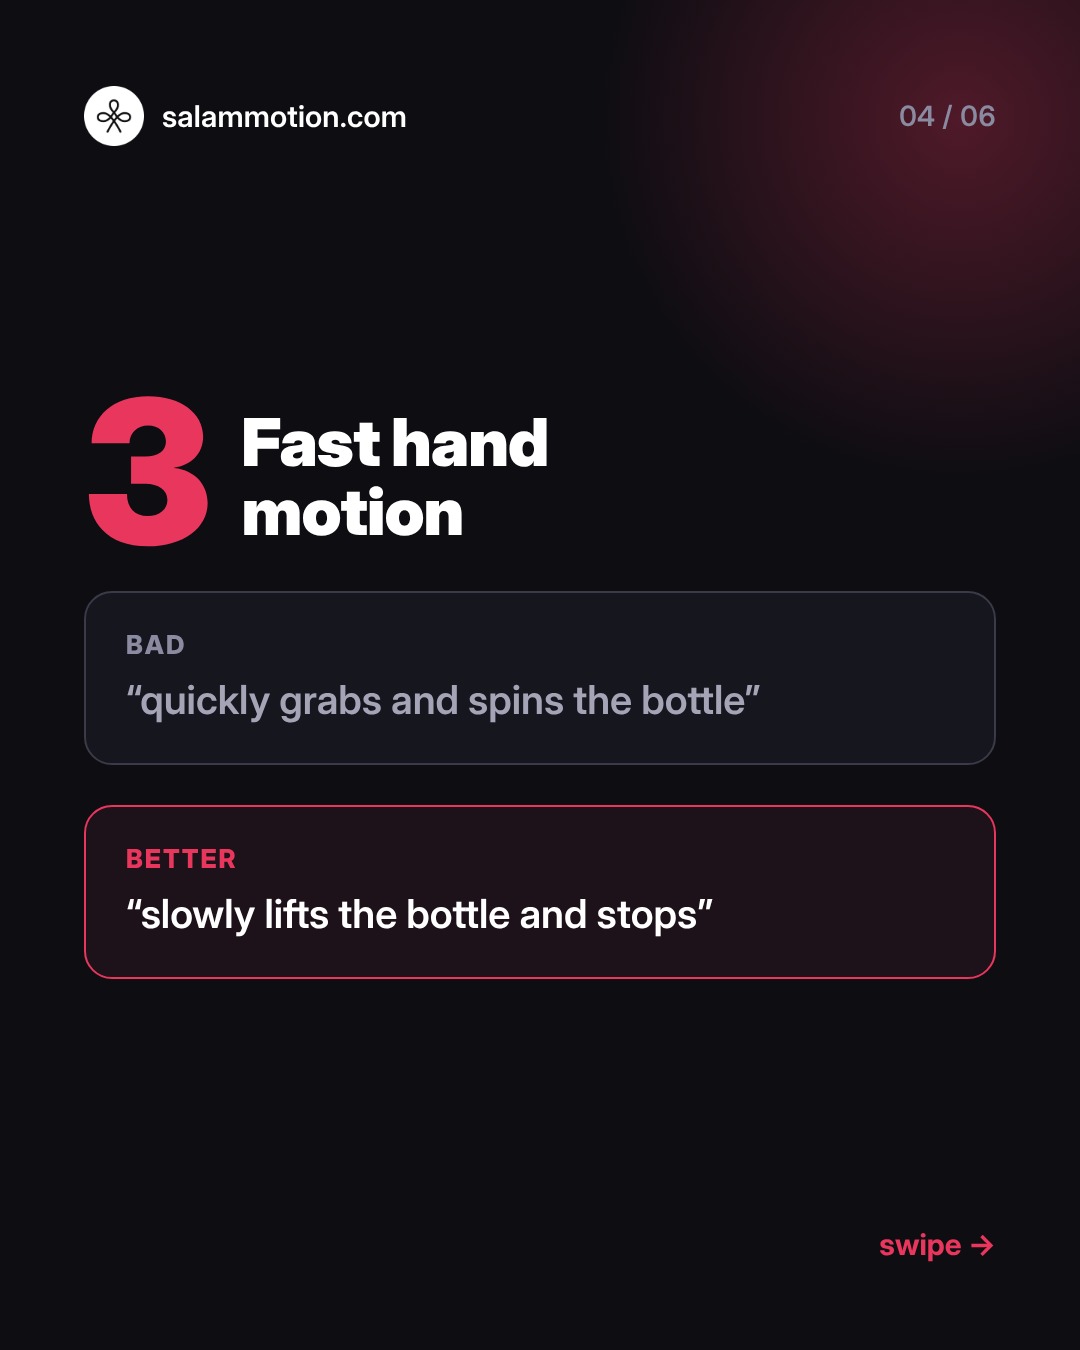 salammotion.com
04 / 06
3
Fast hand
motion
BAD
“quickly grabs and spins the bottle”
BETTER
“slowly lifts the bottle and stops”
swipe →